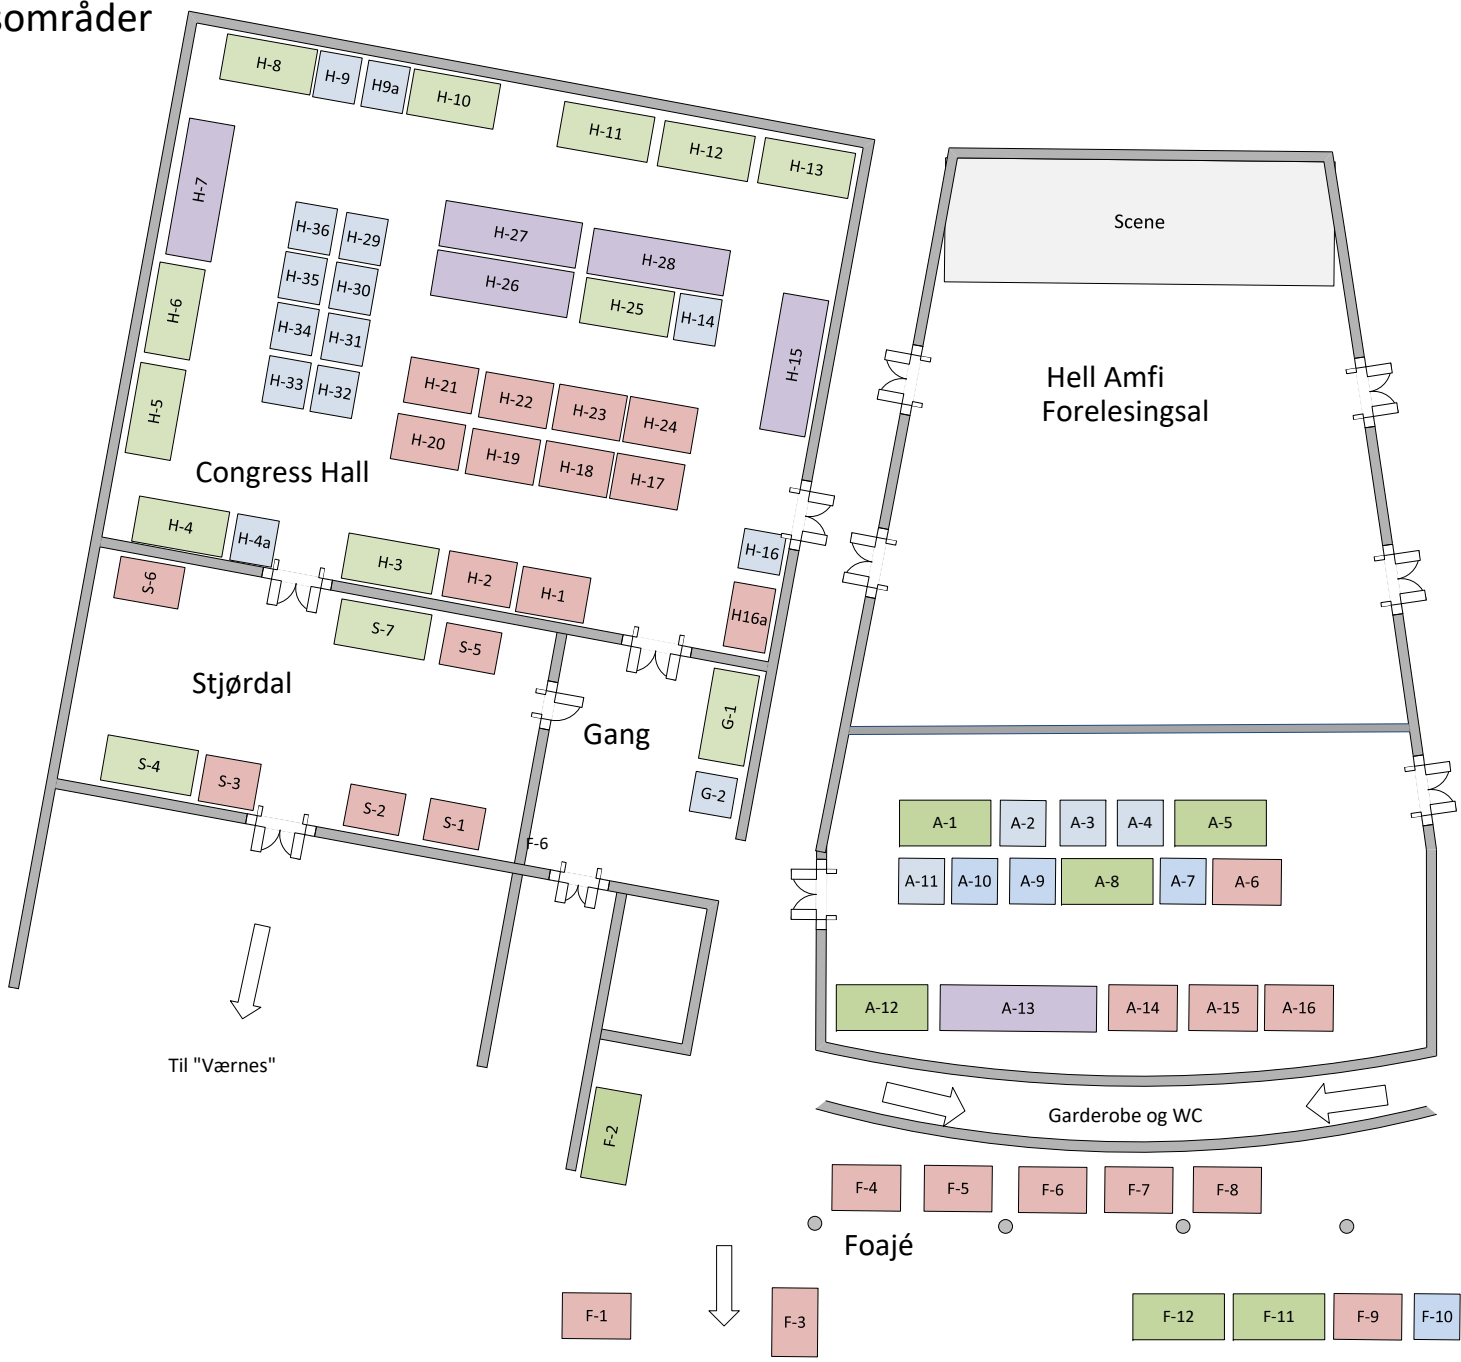 sområder
H-8
H-9
H9a
H-10
H-11
H-12
H-13
H-7
H-36
H-29
H-27
H-28
H-35
H-30
H-26
H-25
H-14
H-6
H-34
H-31
H-15
H-33
H-32
H-21
H-22
H-23
H-24
H-5
H-20
H-19
H-18
H-17
Congress Hall
H-4
H-4a
H-3
H-2
H-1
H-16
H16a
S-6
S-7
S-5
Stjørdal
Gang
G-1
S-4
S-3
S-2
S-1
G-2
F-6
Til "Værnes"
F-2
Scene
Hell Amfi
Forelesingsal
A-1
A-2
A-3
A-4
A-5
A-11
A-10
A-9
A-8
A-7
A-6
A-12
A-13
A-14
A-15
A-16
Garderobe og WC
F-4
F-5
F-6
F-7
F-8
Foajé
F-1
F-3
F-12
F-11
F-9
F-10